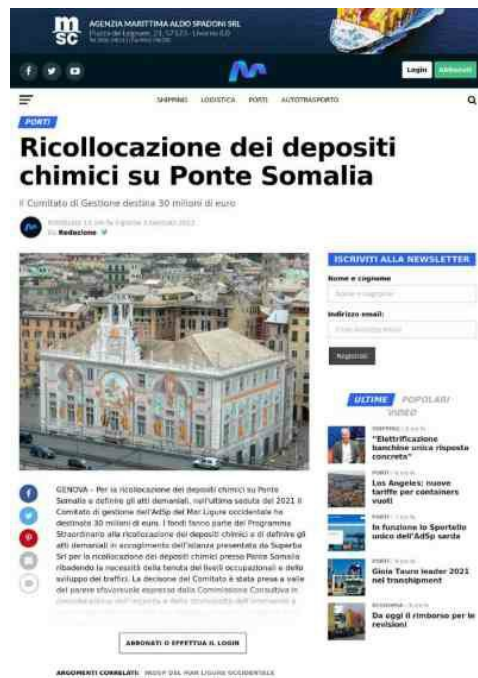 msc
AGENZIA MARITTIMA ALDO SPADONI SRL
Login
Abbonati
SHIPPING LOGISTICA PORTI AUTOTRASPORTO
PORTI
Ricollocazione dei depositi
chimici su Ponte Somalia
Il Comitato di Gestione destina 30 milioni di euro
Redazione
ISCRIVITI ALLA NEWSLETTER
Nome e cognome
Nome e cognome
Indirizzo email:
Registrati
ULTIME POPOLARI
VIDEO
"Elettrificazione
banchine unica risposta
concreta"
Los Angeles: nuove
tariffe per containers
vuoti
In funzione lo Sportello
unico dell'AdSp sarda
Gioia Tauro leader 2021
nel transhipment
Da oggi il rimborso per le
revisioni
GENOVA – Per la ricollocazione dei depositi chimici su Ponte
Somalia e definire gli atti demaniali, nell'ultima seduta del 2021 il
Comitato di gestione dell'AdSp del Mar Ligure occidentale ha
destinato 30 milioni di euro. I fondi fanno parte del Programma
Straordinario alla ricollocazione dei depositi chimici e di definire gli
atti demaniali in accoglimento dell'istanza presentata da Superba
Srl per la ricollocazione dei depositi chimici presso Ponte Somalia
ribadendo la necessità della tenuta dei livelli occupazionali e dello
sviluppo dei traffici. La decisione del Comitato è stata presa a valle
del parere sfavorevole espresso dalla Commissione Consultiva in
ABBONATI O EFFETTUA IL LOGIN
ARGOMENTI CORRELATI: #ADSP DEL MAR LIGURE OCCIDENTALE